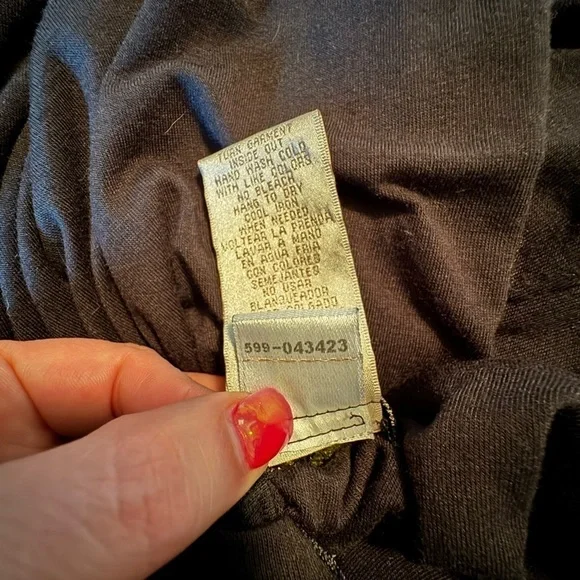 TURN GARMENT
INSIDE OUT
HAND WASH COLD
WITH LIKE COLORS
NO BLEACH
HANG TO DRY
COOL IRON
WHEN NEEDED
VOLTEAR LA PRENDA
LAVAR A MANO
EN AGUA FRIA
CON COLORES
SEMEJANTES
NO USAR
BLANQUEADOR
599-043423